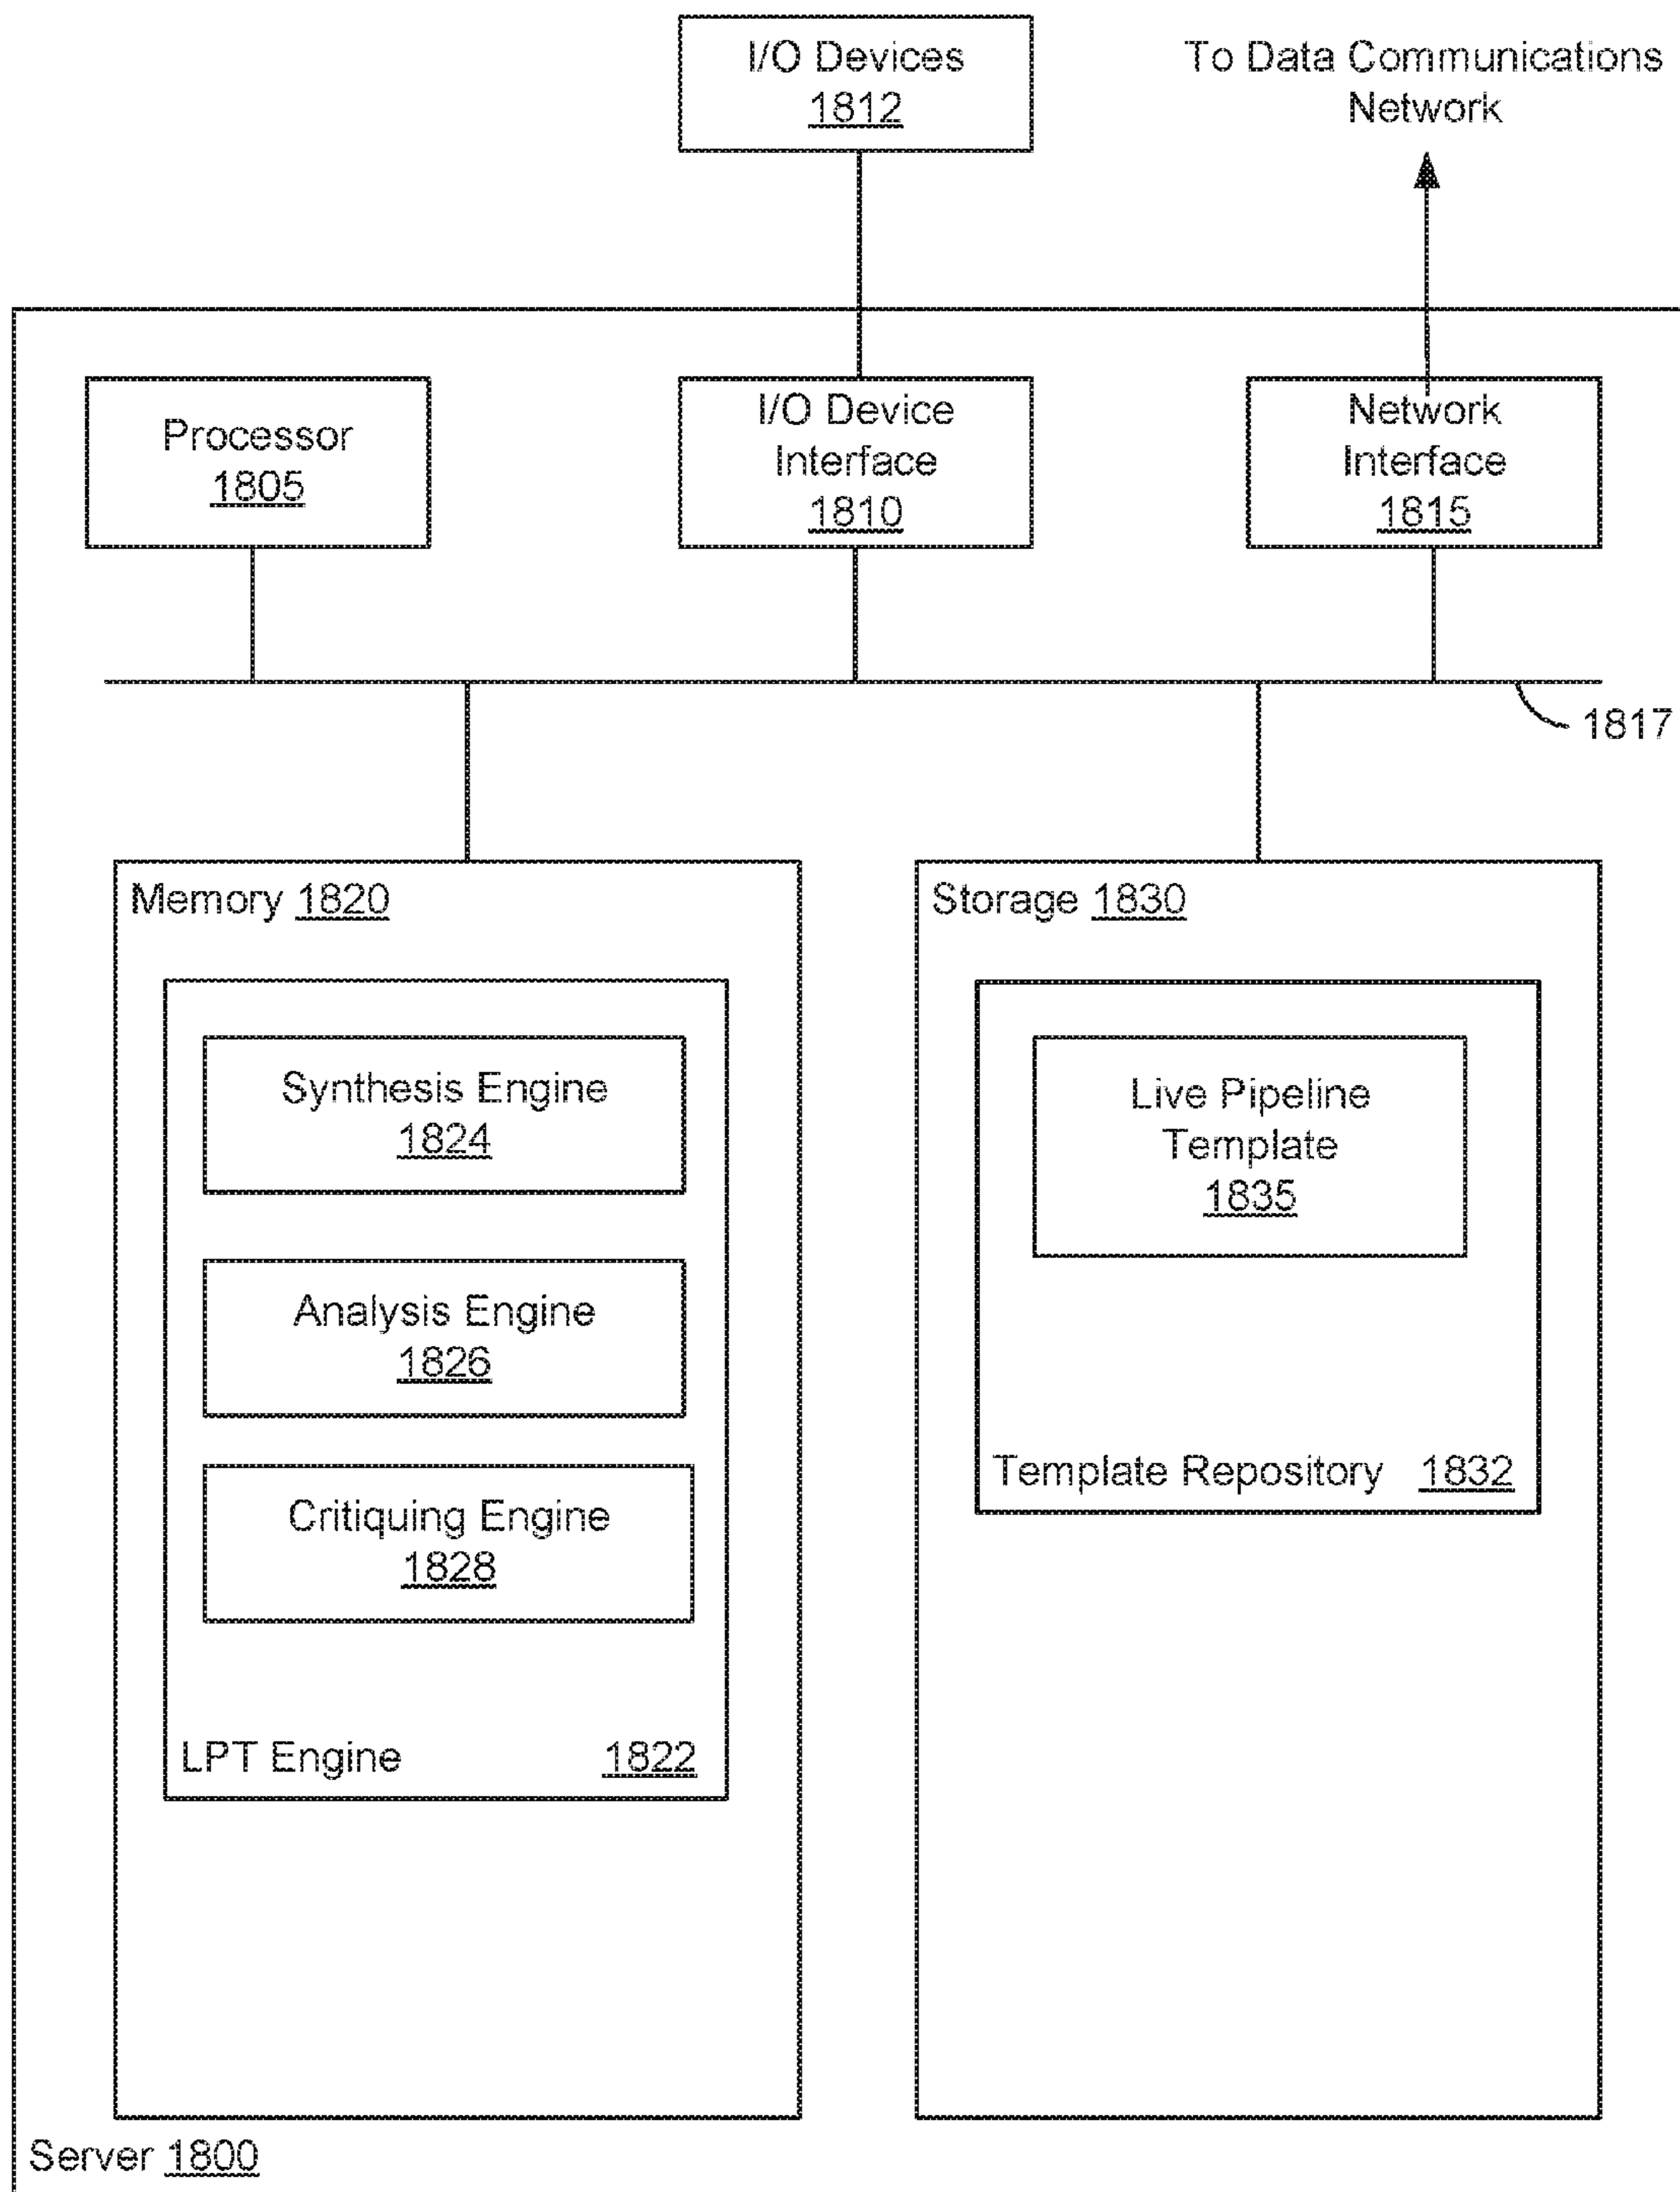 I/O Devices
1812
To Data Communications
Network
Processor
1805
I/O Device
Interface
1810
Network
Interface
1815
1817
Memory 1820
Synthesis Engine
1824
Analysis Engine
1826
Critiquing Engine
1828
LPT Engine 1822
Storage 1830
Live Pipeline
Template
1835
Template Repository 1832
Server 1800